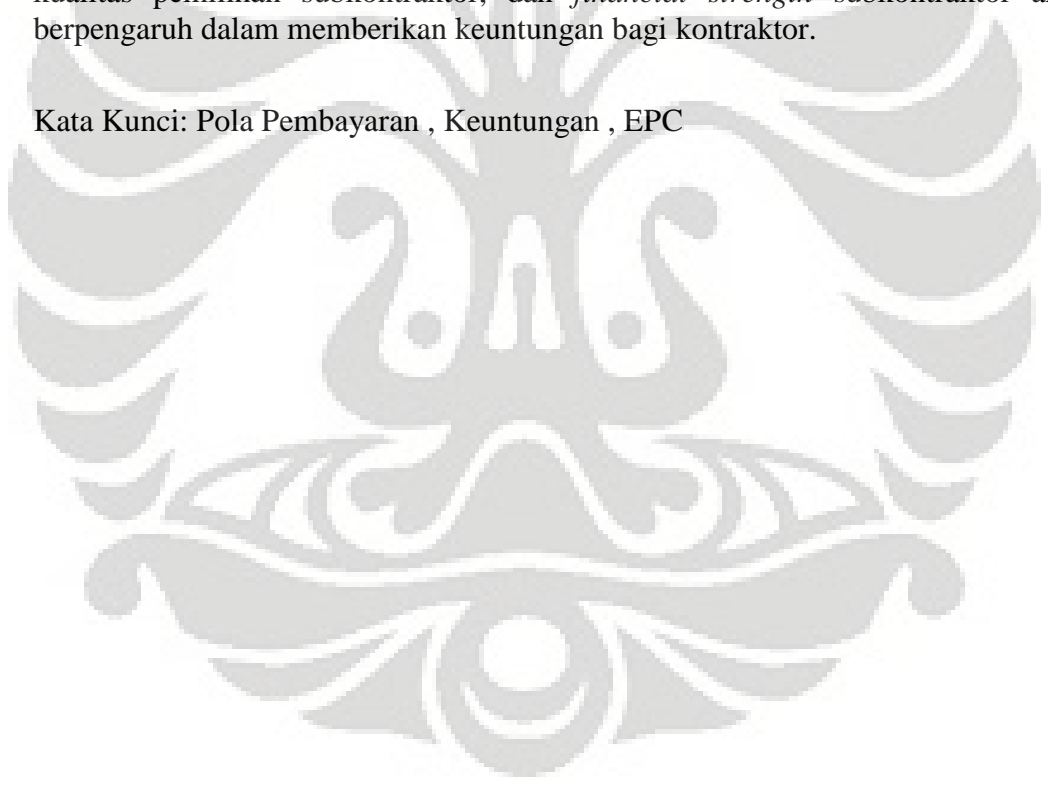 kualitas pemilihan subkontraktor, dan financial strength subkontraktor
berpengaruh dalam memberikan keuntungan bagi kontraktor.
Kata Kunci: Pola Pembayaran , Keuntungan , EPC